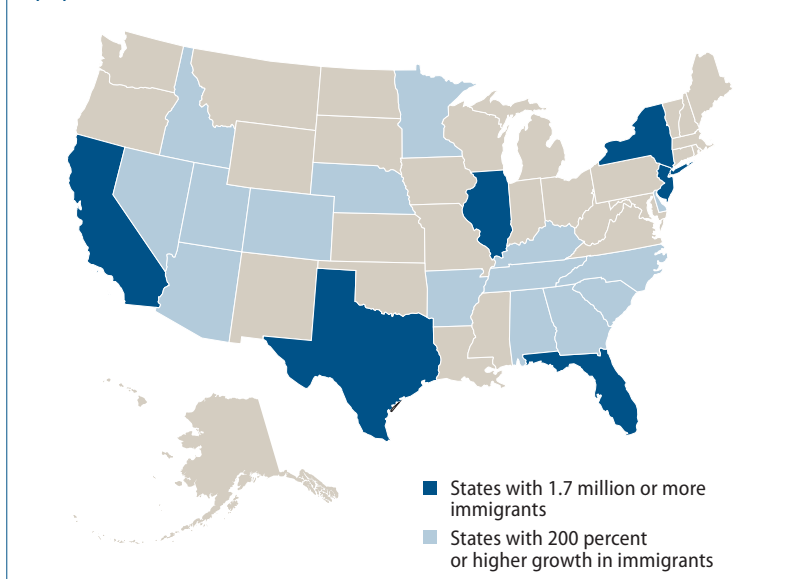 States with 1.7 million or more
immigrants
States with 200 percent
or higher growth in immigrants